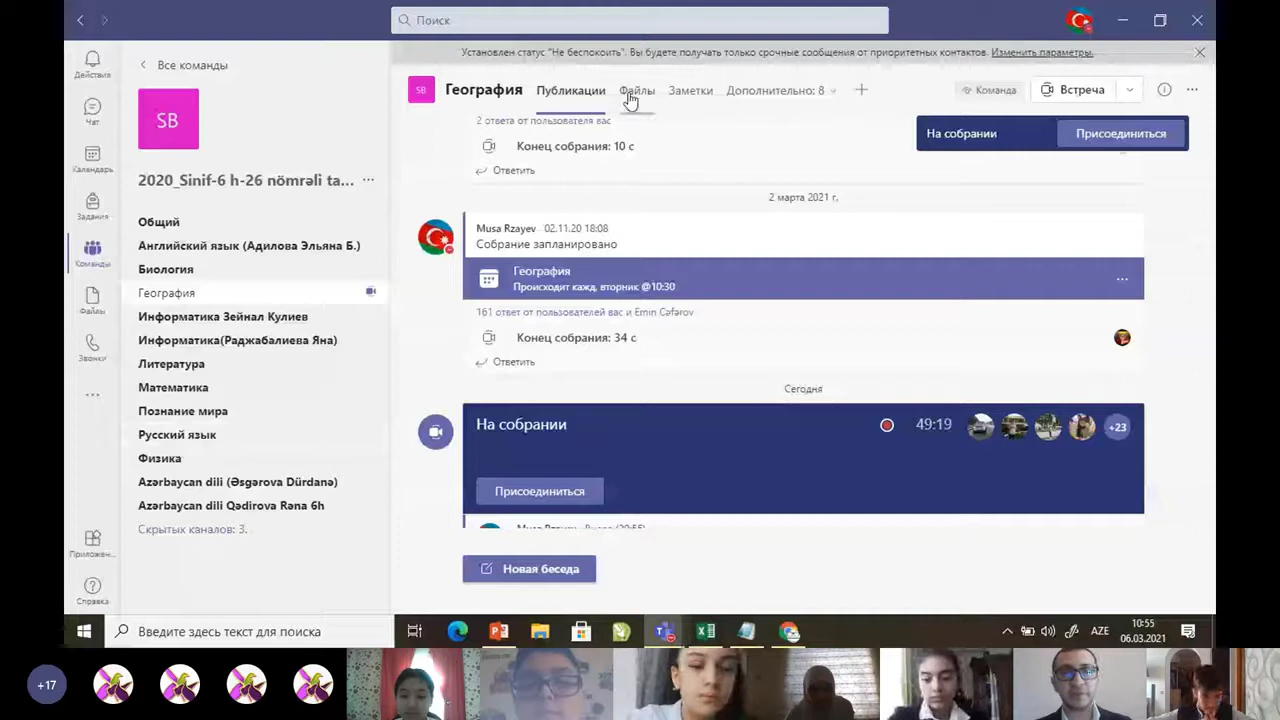 Поиск
Установлен статус "Не беспокоить". Вы будете получать только срочные сообщения от приоритетных контактов. Изменить параметры.
Действия
Чат
Календарь
Задания
Команды
Файлы
Звонки
Приложен...
Справка
Все команды
SB
2020_Sinif-6 h-26 nömrəli ta...
Общий
Английский язык (Адилова Эльяна Б.)
Биология
География
Информатика Зейнал Кулиев
Информатика(Раджабалиева Яна)
Литература
Математика
Познание мира
Русский язык
Физика
Azərbaycan dili (Əsgərova Dürdanə)
Azərbaycan dili Qədirova Rəna 6h
Скрытых каналов: 3.
SB География Публикации Файлы Заметки Дополнительно: 8 Команда Встреча
На собрании Присоединиться
2 ответа от пользователя вас
Конец собрания: 10 с
Ответить
2 марта 2021 г.
Musa Rzayev 02.11.20 18:08
Собрание запланировано
География
Происходит кажд, вторник @10:30
161 ответ от пользователей вас и Emin Cəfərov
Конец собрания: 34 с
Ответить
Сегодня
На собрании 49:19 +23
Присоединиться
Musa Rzayev
Новая беседа
Введите здесь текст для поиска
AZE
10:55
06.03.2021
+17